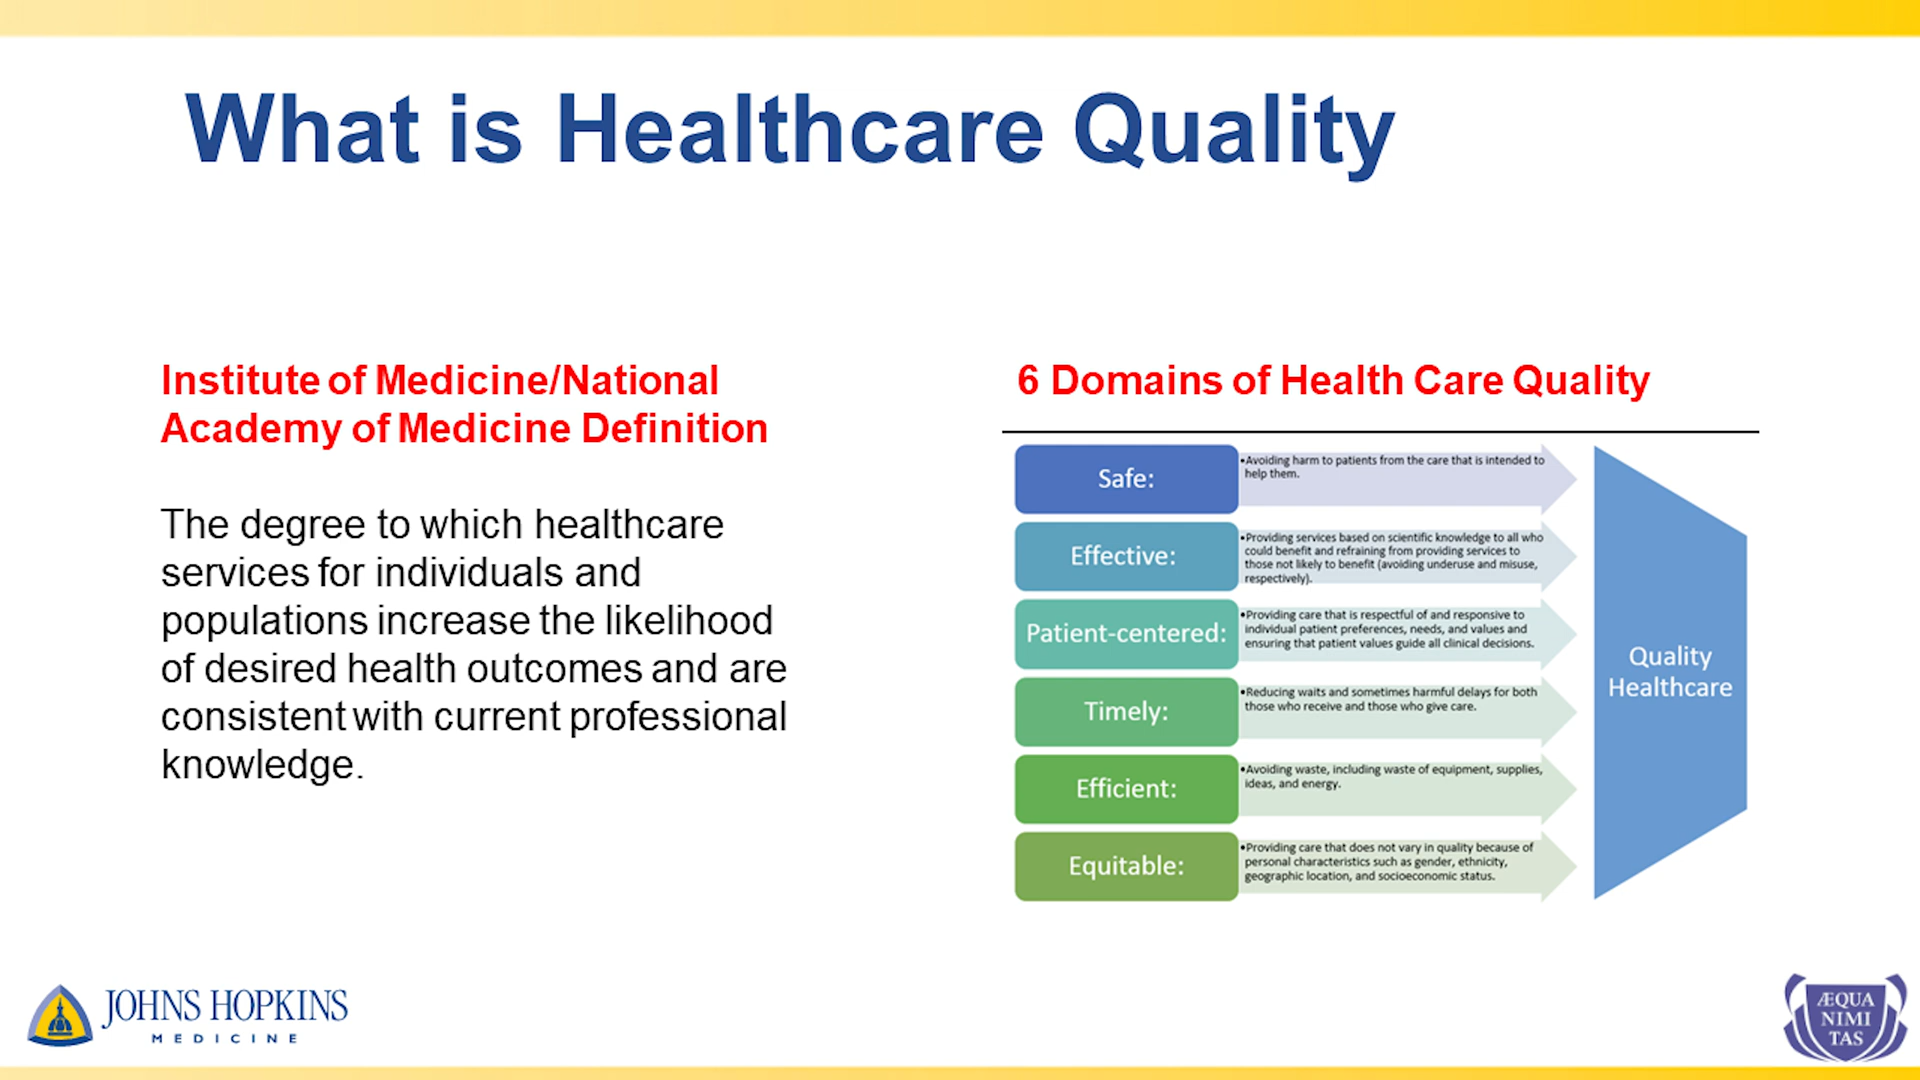 What is Healthcare Quality
Institute of Medicine/National
Academy of Medicine Definition
The degree to which healthcare
services for individuals and
populations increase the likelihood
of desired health outcomes and are
consistent with current professional
knowledge.
6 Domains of Health Care Quality
Safe:
•Avoiding harm to patients from the care that is intended to
help them.
Effective:
•Providing services based on scientific knowledge to all who
could benefit and refraining from providing services to
those not likely to benefit (avoiding underuse and misuse,
respectively).
Patient-centered:
•Providing care that is respectful of and responsive to
individual patient preferences, needs, and values and
ensuring that patient values guide all clinical decisions.
Timely:
•Reducing waits and sometimes harmful delays for both
those who receive and those who give care.
Efficient:
•Avoiding waste, including waste of equipment, supplies,
ideas, and energy.
Equitable:
•Providing care that does not vary in quality because of
personal characteristics such as gender, ethnicity,
geographic location, and socioeconomic status.
Quality
Healthcare
JOHNS HOPKINS
MEDICINE
ÆQUA
NIMI
TAS